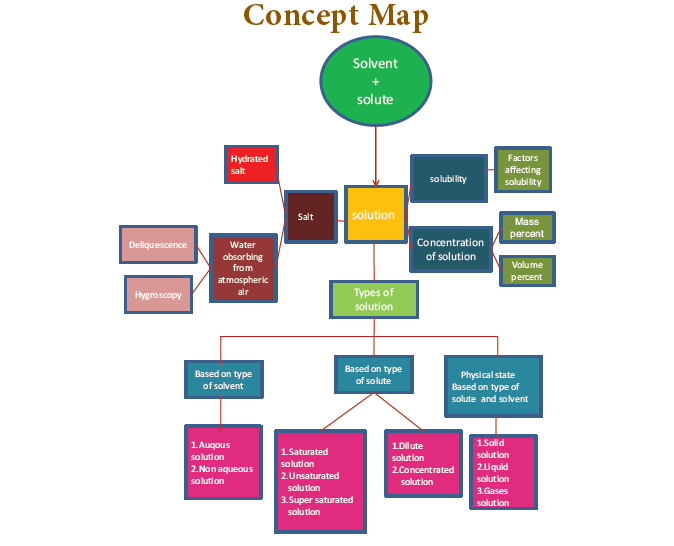 Concept Map
Solvent
+
solute
Hydrated
salt
Salt
solution
solubility
Factors
affecting
solubility
Concentration
of solution
Mass
percent
Volume
percent
Deliquescence
Hygroscopy
Water
obsorbing
from
atmospheric
air
Types of
solution
Based on type
of solvent
Based on type
of solute
Physical state
Based on type of
solute and solvent
1.Auqous
solution
2.Non aqueous
solution
1.Saturated
solution
2.Unsaturated
solution
3.Super saturated
solution
1.Dilute
solution
2.Concentrated
solution
1.Solid
solution
2.Liquid
solution
3.Gases
solution